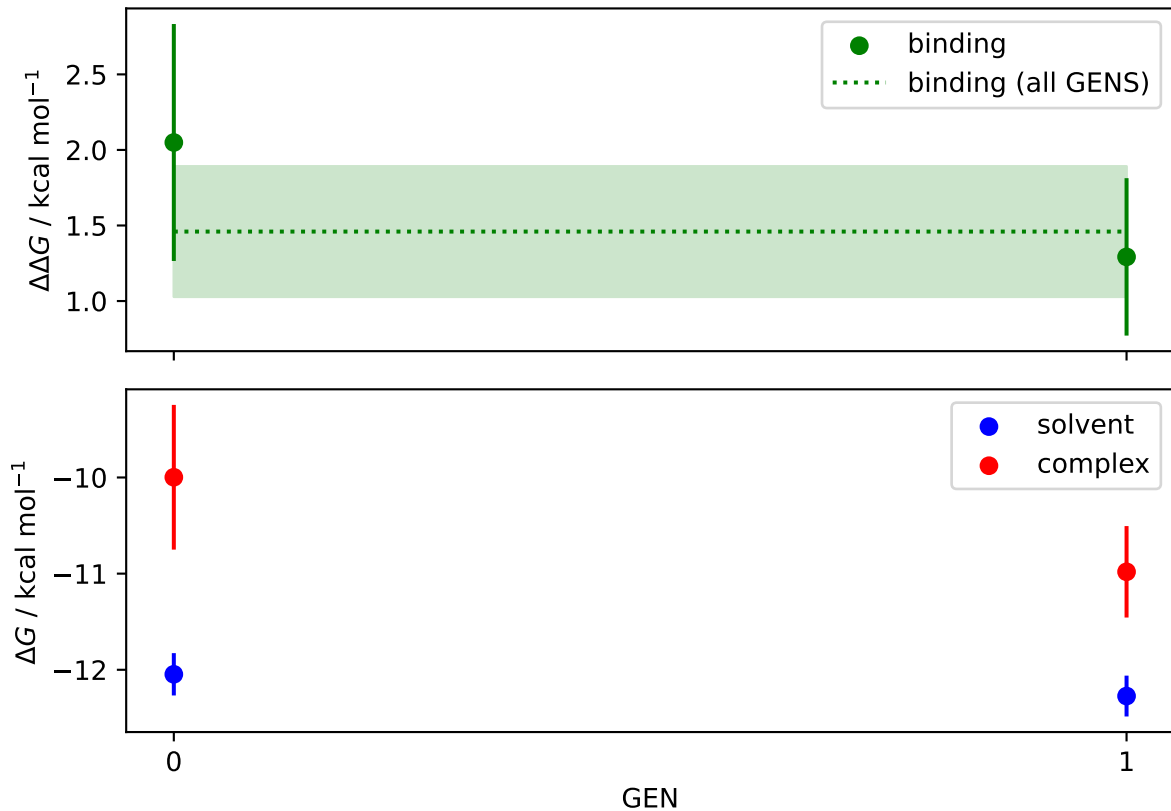 binding
binding (all GENS)
ΔΔG / kcal mol⁻¹
2.5
2.0
1.5
1.0
solvent
complex
ΔG / kcal mol⁻¹
−10
−11
−12
0
1
GEN